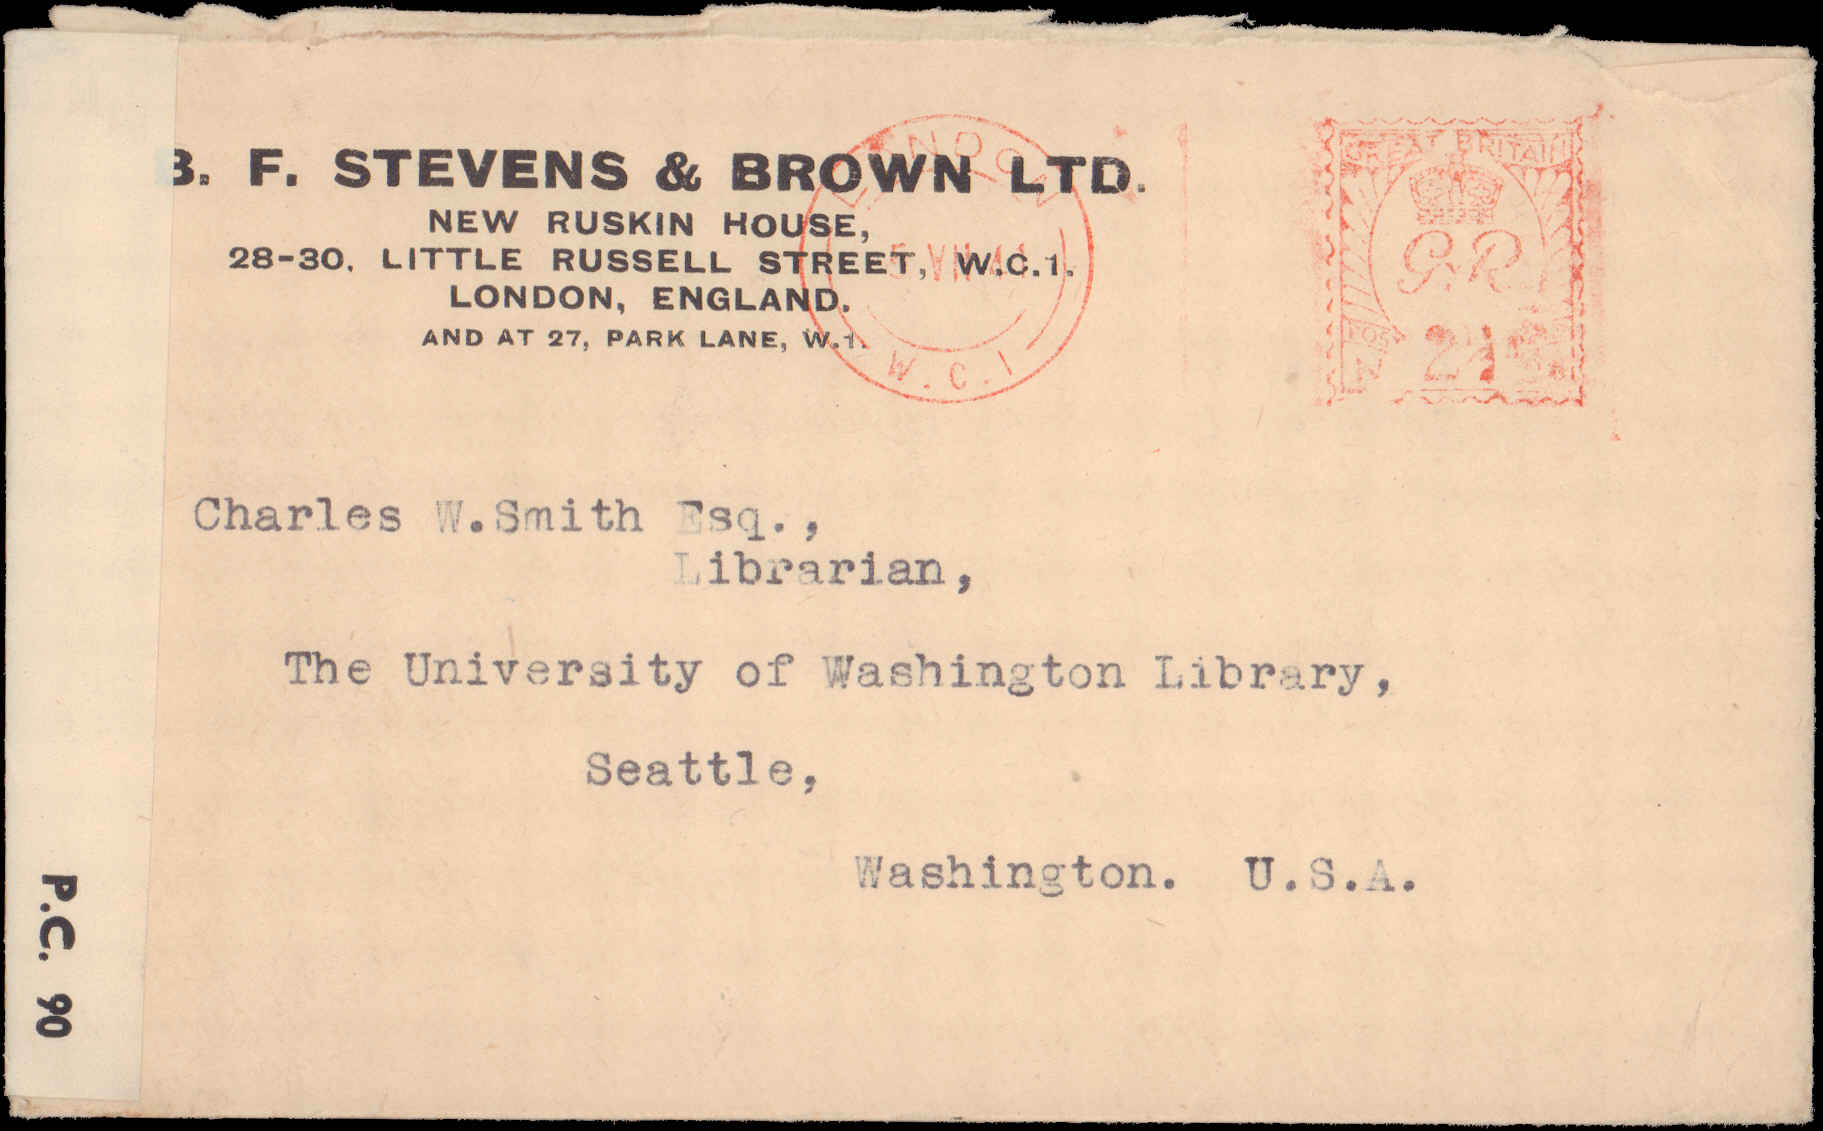 B. F. STEVENS & BROWN LTD.
NEW RUSKIN HOUSE,
28-30, LITTLE RUSSELL STREET, W.C.1.
LONDON, ENGLAND.
AND AT 27, PARK LANE, W.1.
LONDON
W.C.1
GREAT BRITAIN
G R
2½
Charles W.Smith Esq.,
Librarian,
The University of Washington Library,
Seattle,
Washington. U.S.A.
P.C. 90